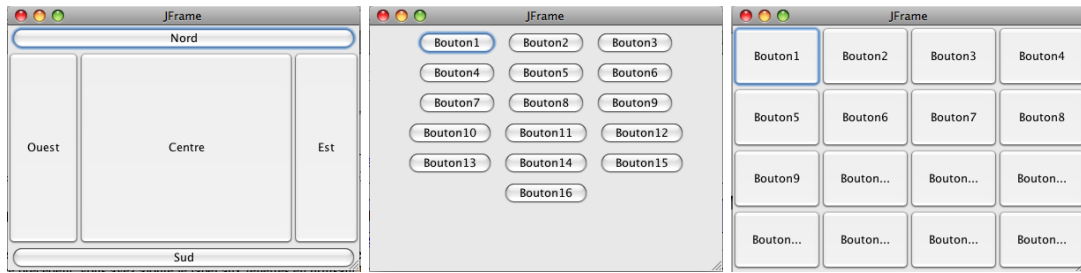 JFrame
Nord
Ouest
Centre
Est
Sud
JFrame
Bouton1 Bouton2 Bouton3
Bouton4 Bouton5 Bouton6
Bouton7 Bouton8 Bouton9
Bouton10 Bouton11 Bouton12
Bouton13 Bouton14 Bouton15
Bouton16
JFrame
Bouton1 Bouton2 Bouton3 Bouton4
Bouton5 Bouton6 Bouton7 Bouton8
Bouton9 Bouton... Bouton... Bouton...
Bouton... Bouton... Bouton... Bouton...